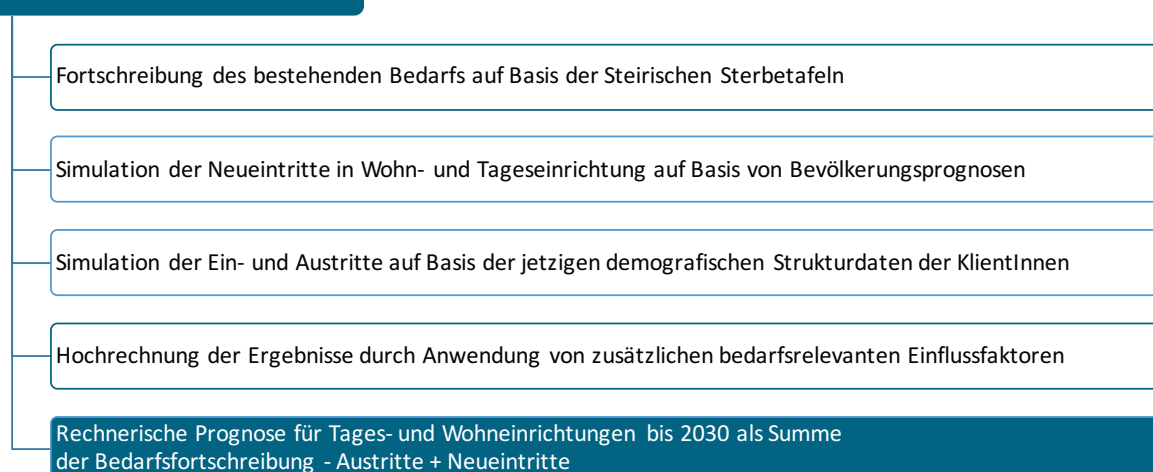 Fortschreibung des bestehenden Bedarfs auf Basis der Steirischen Sterbetafeln
Simulation der Neueintritte in Wohn- und Tageseinrichtung auf Basis von Bevölkerungsprognosen
Simulation der Ein- und Austritte auf Basis der jetzigen demografischen Strukturdaten der KlientInnen
Hochrechnung der Ergebnisse durch Anwendung von zusätzlichen bedarfsrelevanten Einflussfaktoren
Rechnerische Prognose für Tages- und Wohneinrichtungen bis 2030 als Summe
der Bedarfsfortschreibung - Austritte + Neueintritte